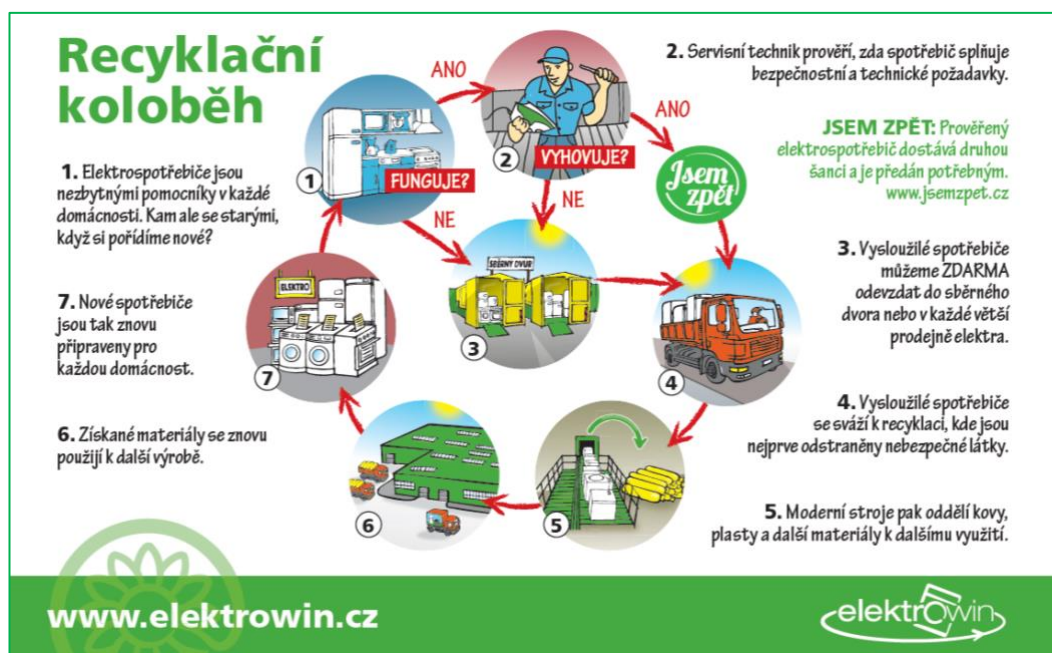 Recyklační
koloběh
1. Elektrospotřebiče jsou
nezbytnými pomocníky v každé
domácnosti. Kam ale se starými,
když si pořídíme nové?
7. Nové spotřebiče
jsou tak znovu
připraveny pro
každou domácnost.
6. Získané materiály se znovu
použijí k další výrobě.
ANO
1
FUNGUJE?
NE
2
VYHOVUJE?
ANO
NE
Jsem
zpět
SBĚRNÝ DVŮR
3
4
5
6
ELEKTRO
7
2. Servisní technik prověří, zda spotřebič splňuje
bezpečnostní a technické požadavky.
JSEM ZPĚT: Prověřený
elektrospotřebič dostává druhou
šanci a je předán potřebným.
www.jsemzpet.cz
3. Vysloužilé spotřebiče
můžeme ZDARMA
odevzdat do sběrného
dvora nebo v každé větší
prodejně elektra.
4. Vysloužilé spotřebiče
se sváží k recyklaci, kde jsou
nejprve odstraněny nebezpečné látky.
5. Moderní stroje pak oddělí kovy,
plasty a další materiály k dalšímu využití.
www.elektrowin.cz
elektrowin